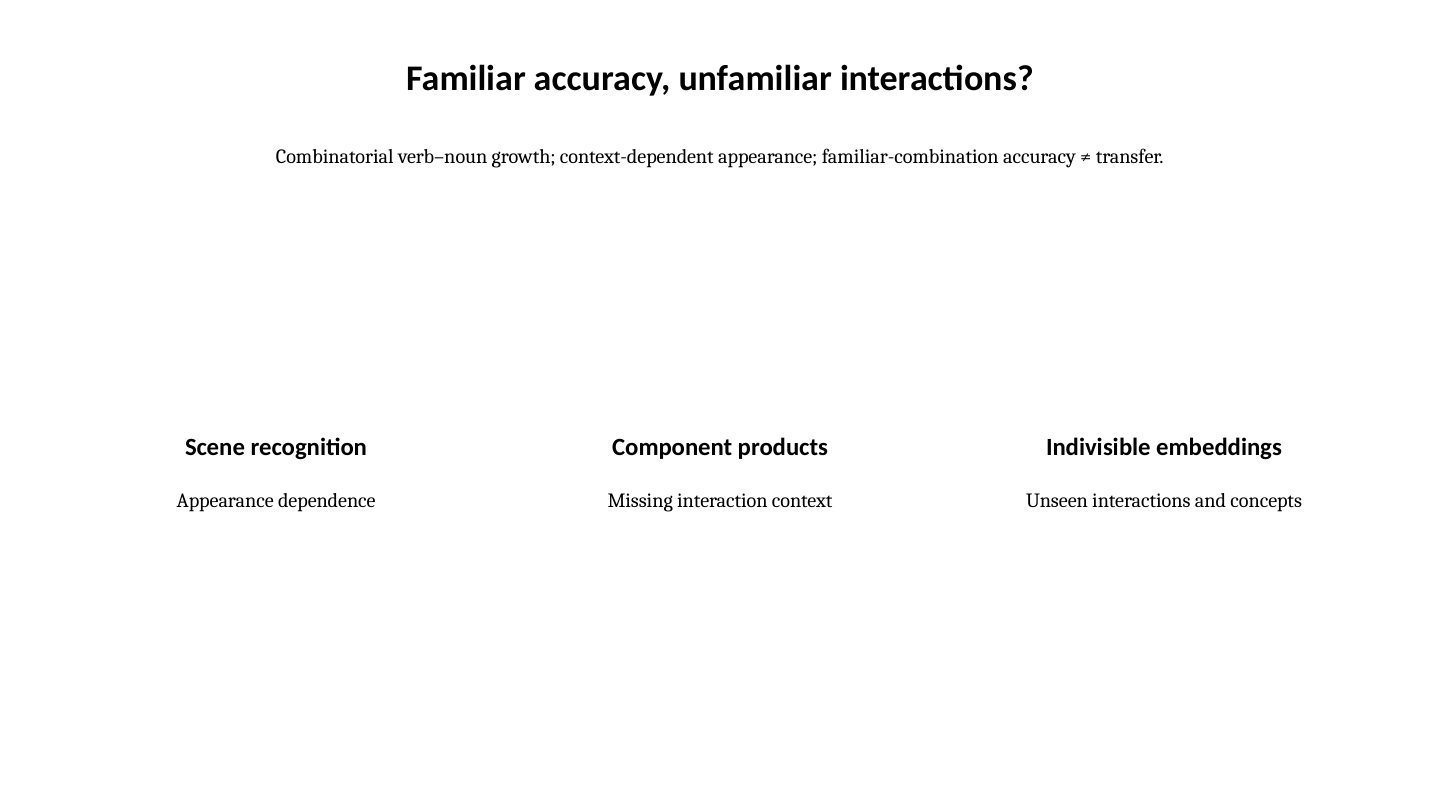 Familiar accuracy, unfamiliar interactions?
Combinatorial verb–noun growth; context-dependent appearance; familiar-combination accuracy ≠ transfer.
Scene recognition
Appearance dependence
Component products
Missing interaction context
Indivisible embeddings
Unseen interactions and concepts